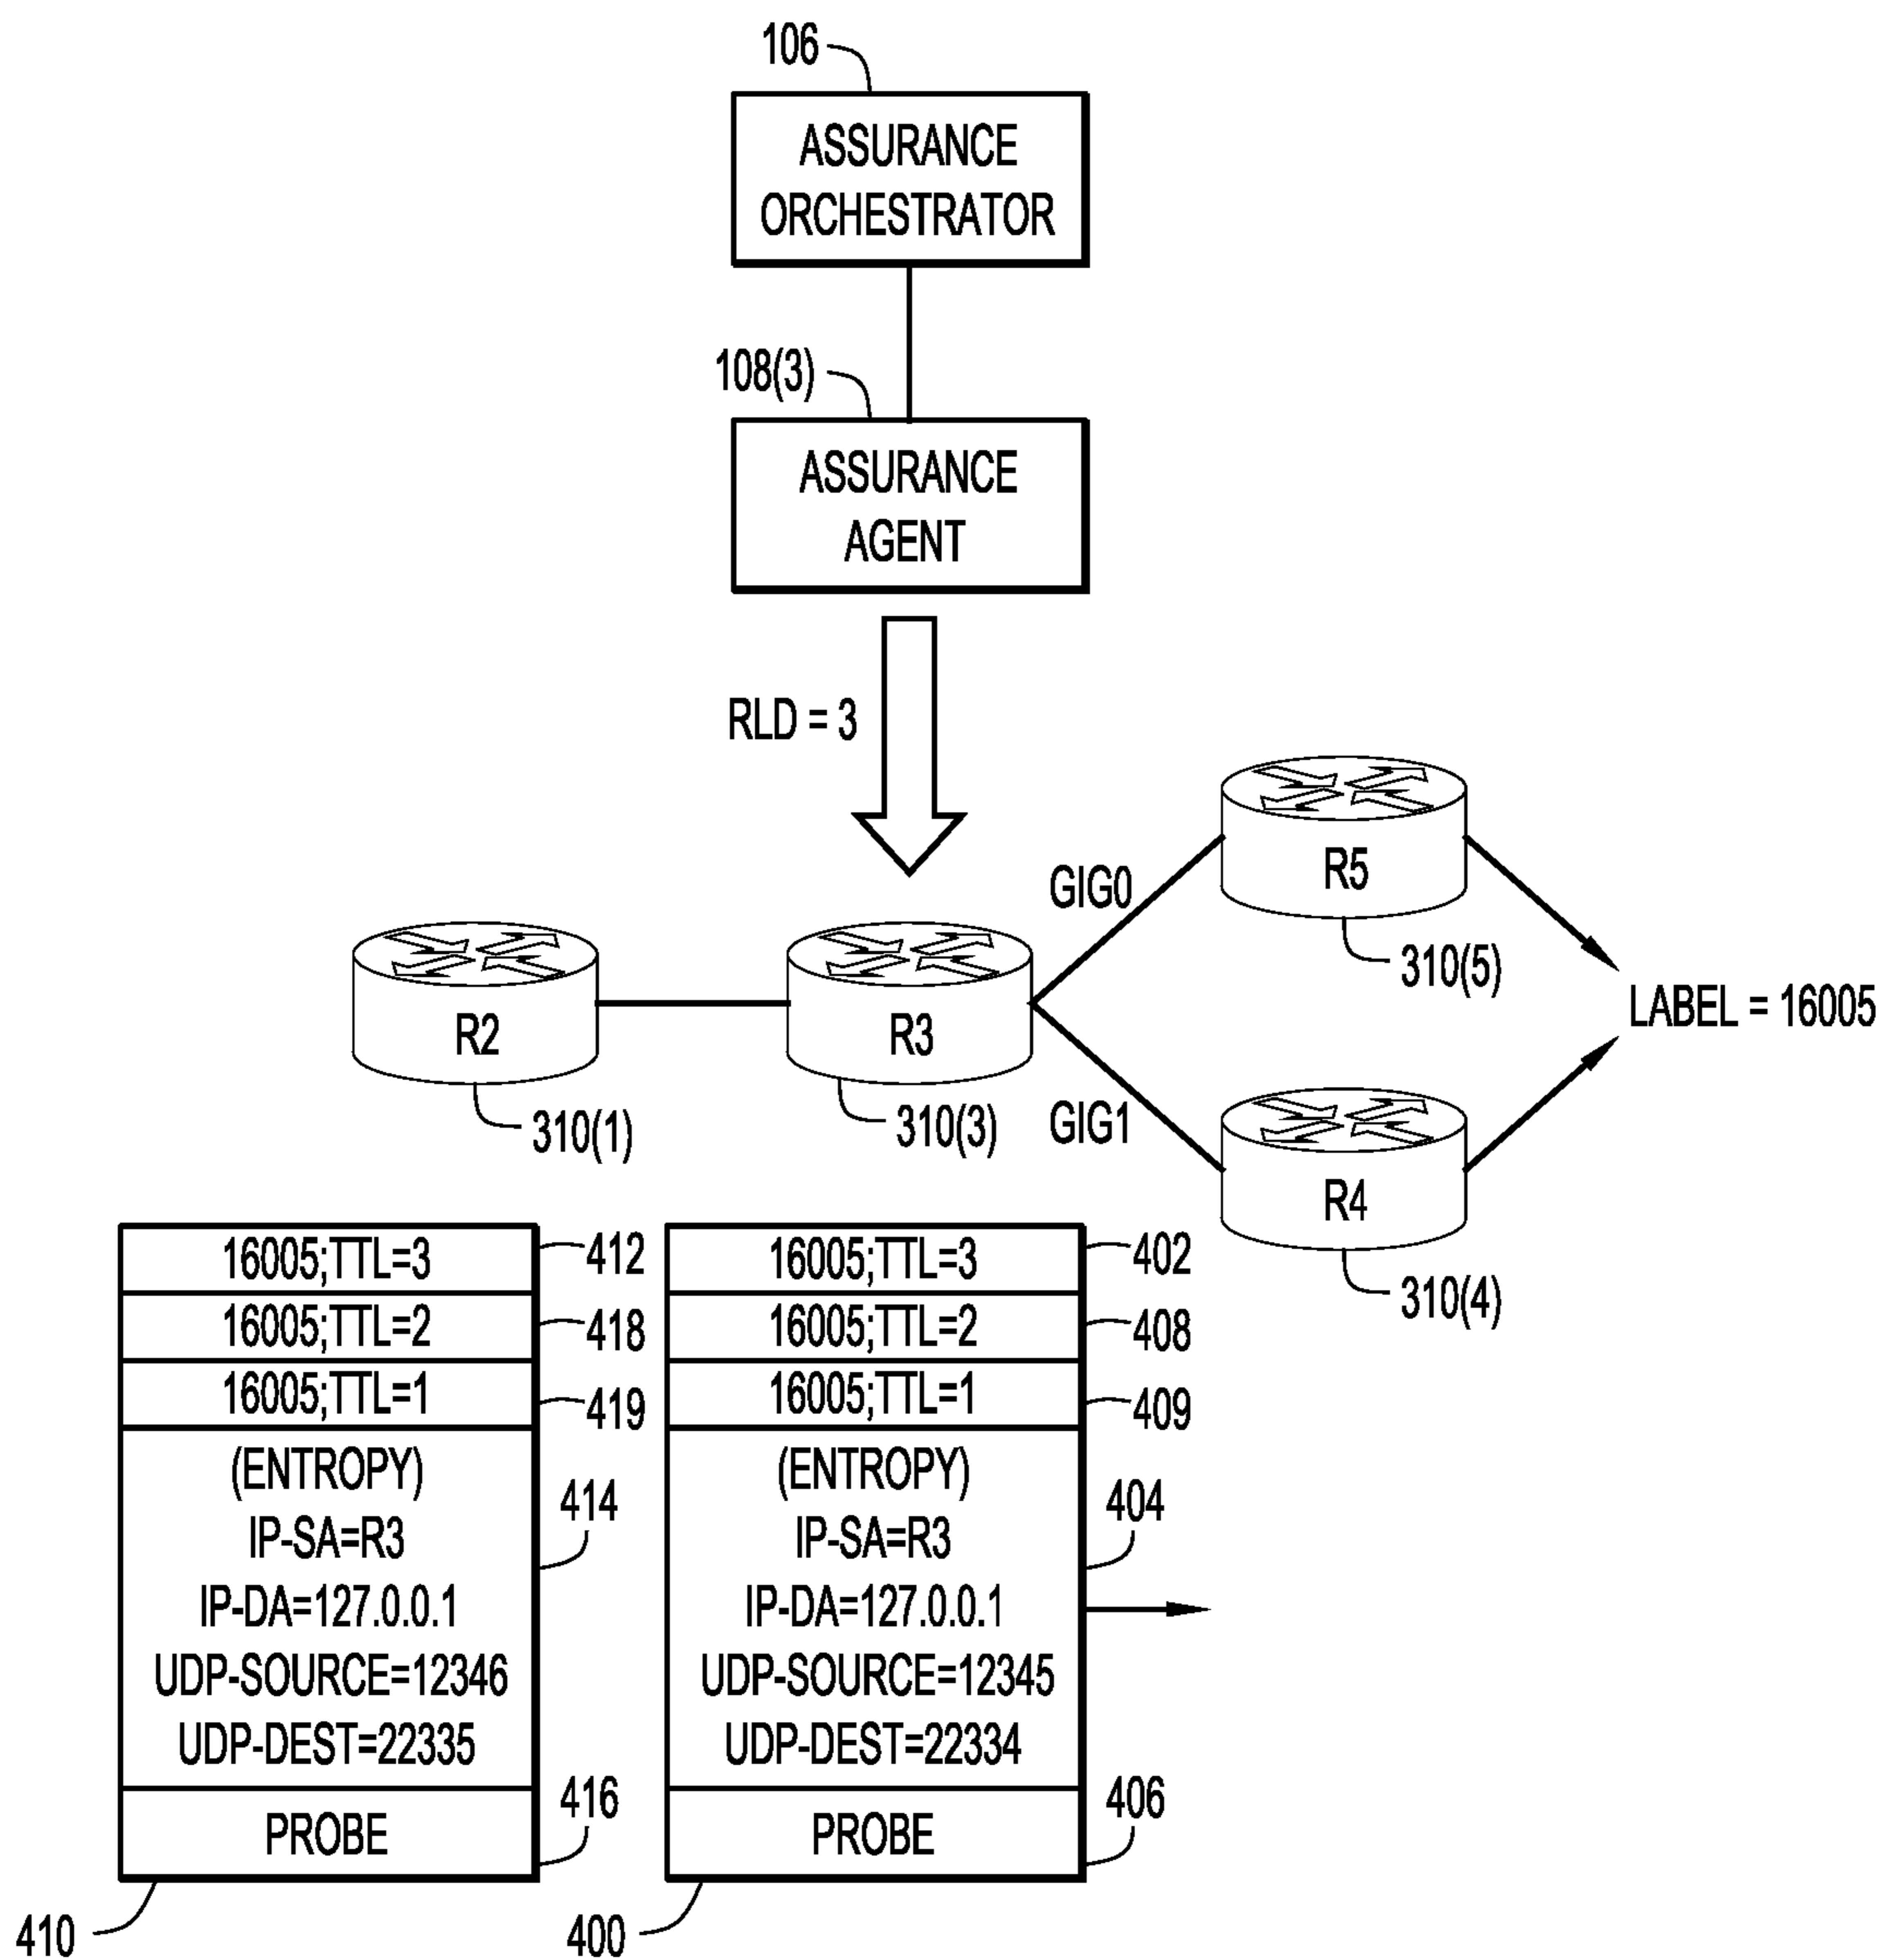 106
ASSURANCE
ORCHESTRATOR
108(3)
ASSURANCE
AGENT
RLD = 3
R5
GIG0
310(5)
LABEL = 16005
R2
R3
310(1)
310(3)
GIG1
R4
310(4)
16005;TTL=3
412
16005;TTL=2
418
16005;TTL=1
419
(ENTROPY)
IP-SA=R3
414
IP-DA=127.0.0.1
UDP-SOURCE=12346
UDP-DEST=22335
PROBE
416
410
16005;TTL=3
402
16005;TTL=2
408
16005;TTL=1
409
(ENTROPY)
IP-SA=R3
404
IP-DA=127.0.0.1
UDP-SOURCE=12345
UDP-DEST=22334
PROBE
406
400